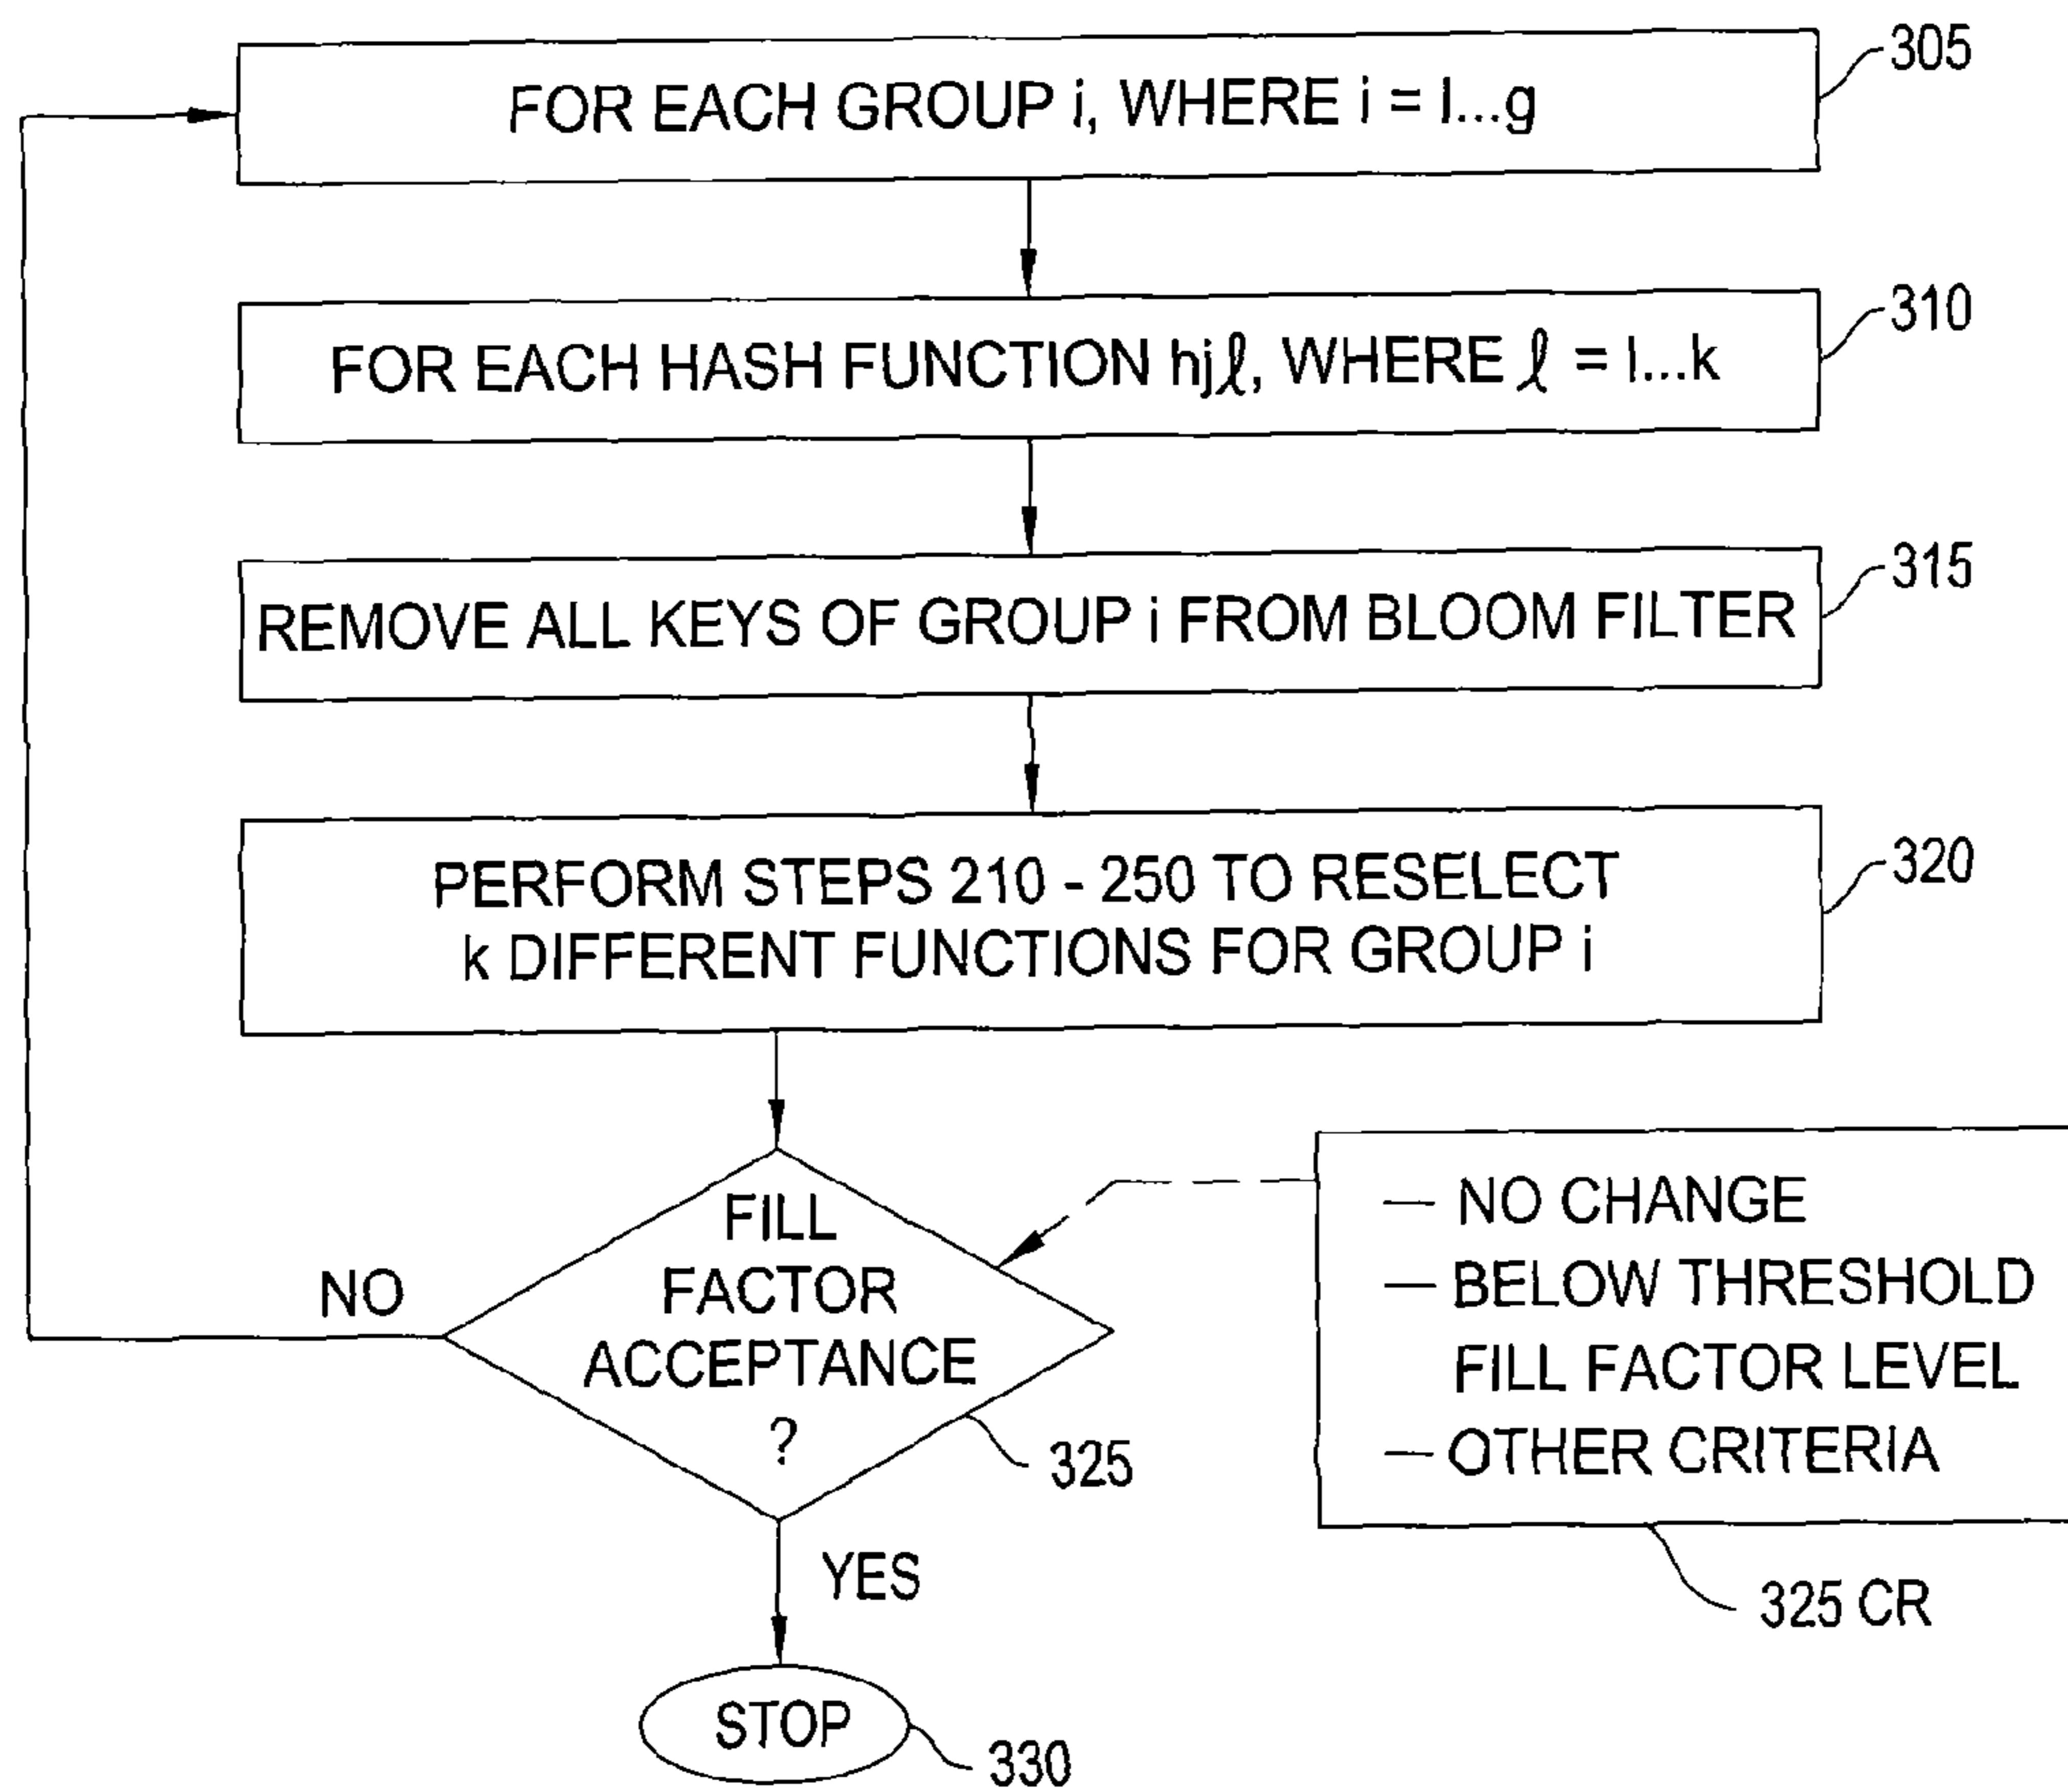 FOR EACH GROUP i, WHERE i = I...g
305
FOR EACH HASH FUNCTION hjℓ, WHERE ℓ = I...k
310
REMOVE ALL KEYS OF GROUP i FROM BLOOM FILTER
315
PERFORM STEPS 210 - 250 TO RESELECT
k DIFFERENT FUNCTIONS FOR GROUP i
320
FILL
FACTOR
ACCEPTANCE
?
325
NO
YES
— NO CHANGE
— BELOW THRESHOLD
FILL FACTOR LEVEL
— OTHER CRITERIA
325 CR
STOP
330